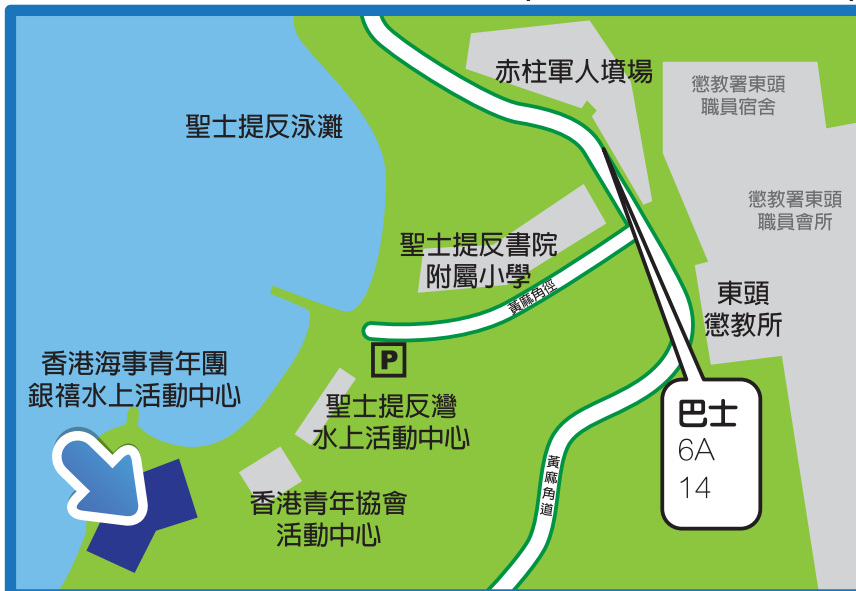 赤柱軍人墳場
懲教署東頭
職員宿舍
聖士提反泳灘
懲教署東頭
職員會所
聖士提反書院
附屬小學
黃麻角徑
東頭
懲教所
P
香港海事青年團
銀禧水上活動中心
聖士提反灣
水上活動中心
巴士
6A
14
黃麻角道
香港青年協會
活動中心